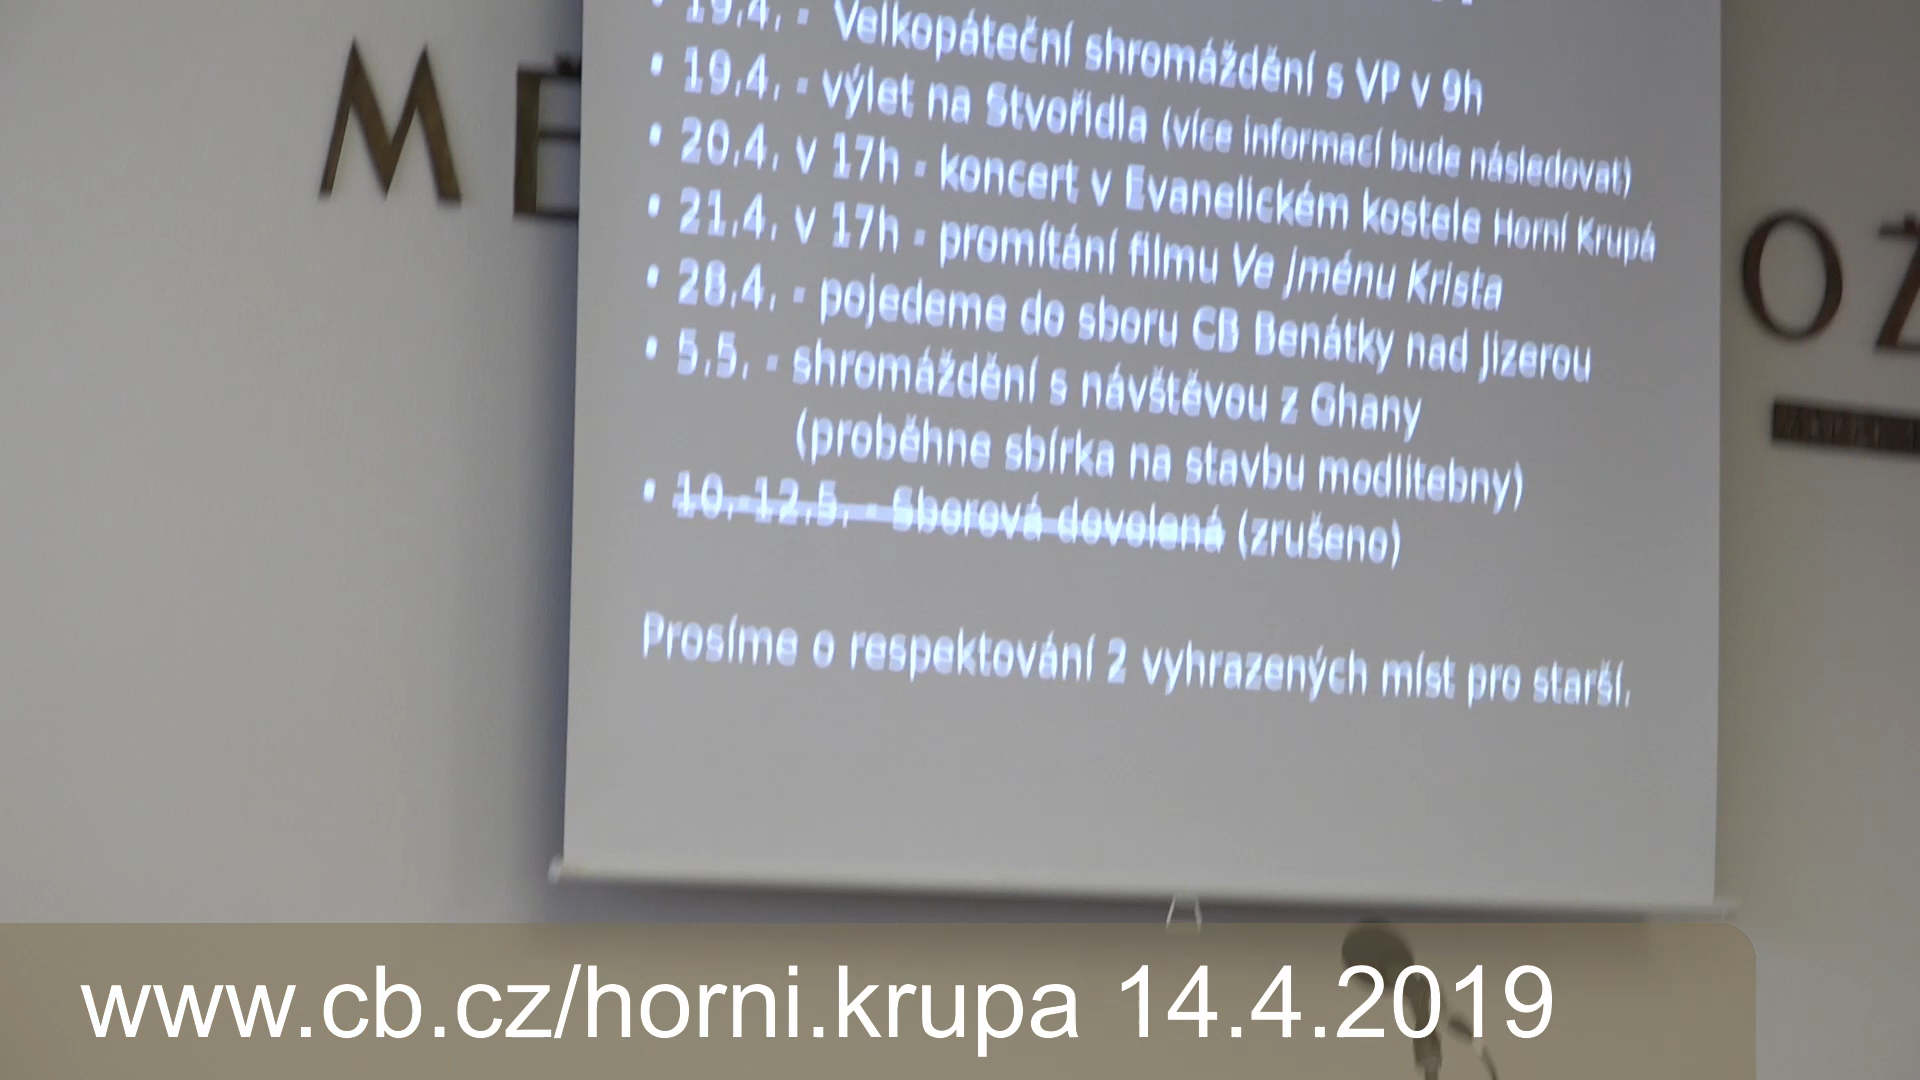 • 19.4. - Velkopáteční shromáždění s VP v 9h
• 19.4. - výlet na Stvořidla (více informací bude následovat)
• 20.4. v 17h - koncert v Evanelickém kostele Horní Krupá
• 21.4. v 17h - promítání filmu Ve jménu Krista
• 28.4. - pojedeme do sboru CB Benátky nad Jizerou
• 5.5. - shromáždění s návštěvou z Ghany
(proběhne sbírka na stavbu modlitebny)
• 10.-12.5. - Sborová dovolená (zrušeno)
Prosíme o respektování 2 vyhrazených míst pro starší.
MĚ
OŽ
www.cb.cz/horni.krupa 14.4.2019